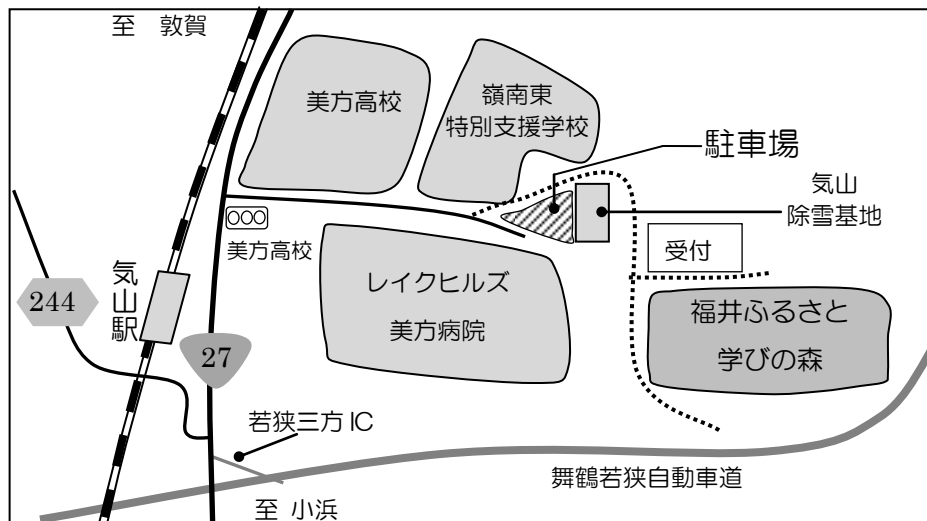 至 敦賀
美方高校
嶺南東
特別支援学校
駐車場
気山
除雪基地
美方高校
受付
244
気山駅
レイクヒルズ
美方病院
福井ふるさと
学びの森
27
若狭三方 IC
舞鶴若狭自動車道
至 小浜